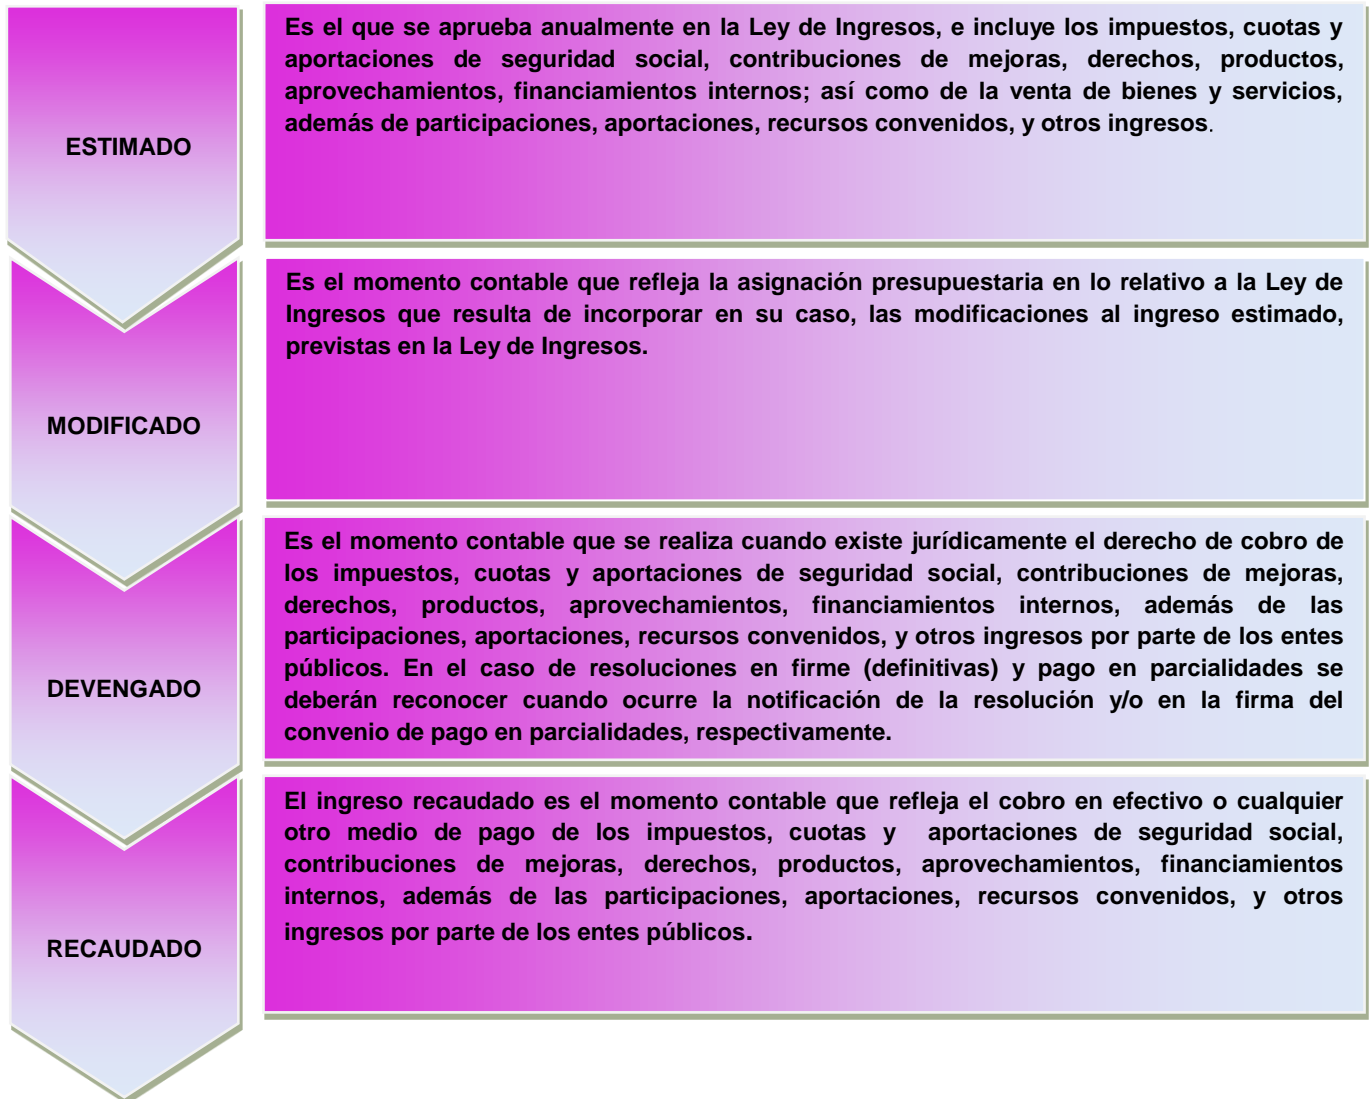 ESTIMADO
Es el que se aprueba anualmente en la Ley de Ingresos, e incluye los impuestos, cuotas y
aportaciones de seguridad social, contribuciones de mejoras, derechos, productos,
aprovechamientos, financiamientos internos; así como de la venta de bienes y servicios,
además de participaciones, aportaciones, recursos convenidos, y otros ingresos.
MODIFICADO
Es el momento contable que refleja la asignación presupuestaria en lo relativo a la Ley de
Ingresos que resulta de incorporar en su caso, las modificaciones al ingreso estimado,
previstas en la Ley de Ingresos.
DEVENGADO
Es el momento contable que se realiza cuando existe jurídicamente el derecho de cobro de
los impuestos, cuotas y aportaciones de seguridad social, contribuciones de mejoras,
derechos, productos, aprovechamientos, financiamientos internos, además de las
participaciones, aportaciones, recursos convenidos, y otros ingresos por parte de los entes
públicos. En el caso de resoluciones en firme (definitivas) y pago en parcialidades se
deberán reconocer cuando ocurre la notificación de la resolución y/o en la firma del
convenio de pago en parcialidades, respectivamente.
RECAUDADO
El ingreso recaudado es el momento contable que refleja el cobro en efectivo o cualquier
otro medio de pago de los impuestos, cuotas y aportaciones de seguridad social,
contribuciones de mejoras, derechos, productos, aprovechamientos, financiamientos
internos, además de las participaciones, aportaciones, recursos convenidos, y otros
ingresos por parte de los entes públicos.